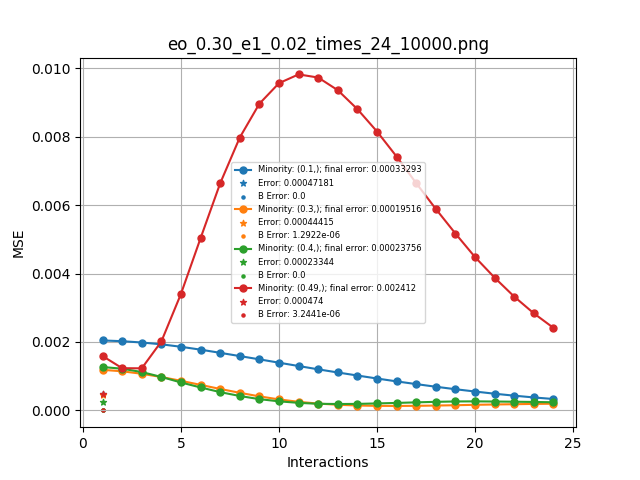 eo_0.30_e1_0.02_times_24_10000.png
0.010
0.008
0.006
0.004
0.002
0.000
MSE
Minority: (0.1,); final error: 0.00033293
Error: 0.00047181
B Error: 0.0
Minority: (0.3,); final error: 0.00019516
Error: 0.00044415
B Error: 1.2922e-06
Minority: (0.4,); final error: 0.00023756
Error: 0.00023344
B Error: 0.0
Minority: (0.49,); final error: 0.002412
Error: 0.000474
B Error: 3.2441e-06
0 5 10 15 20 25
Interactions